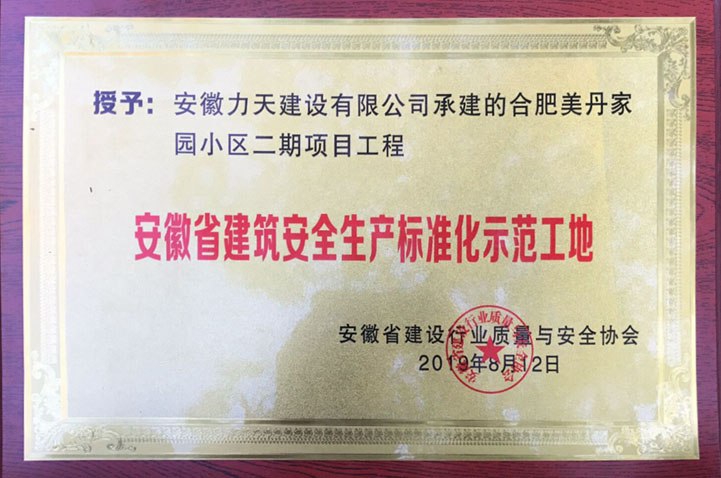 授予：安徽力天建设有限公司承建的合肥美丹家
园小区二期项目工程
安徽省建筑安全生产标准化示范工地
安徽省建设行业质量与安全协会
2019年8月12日